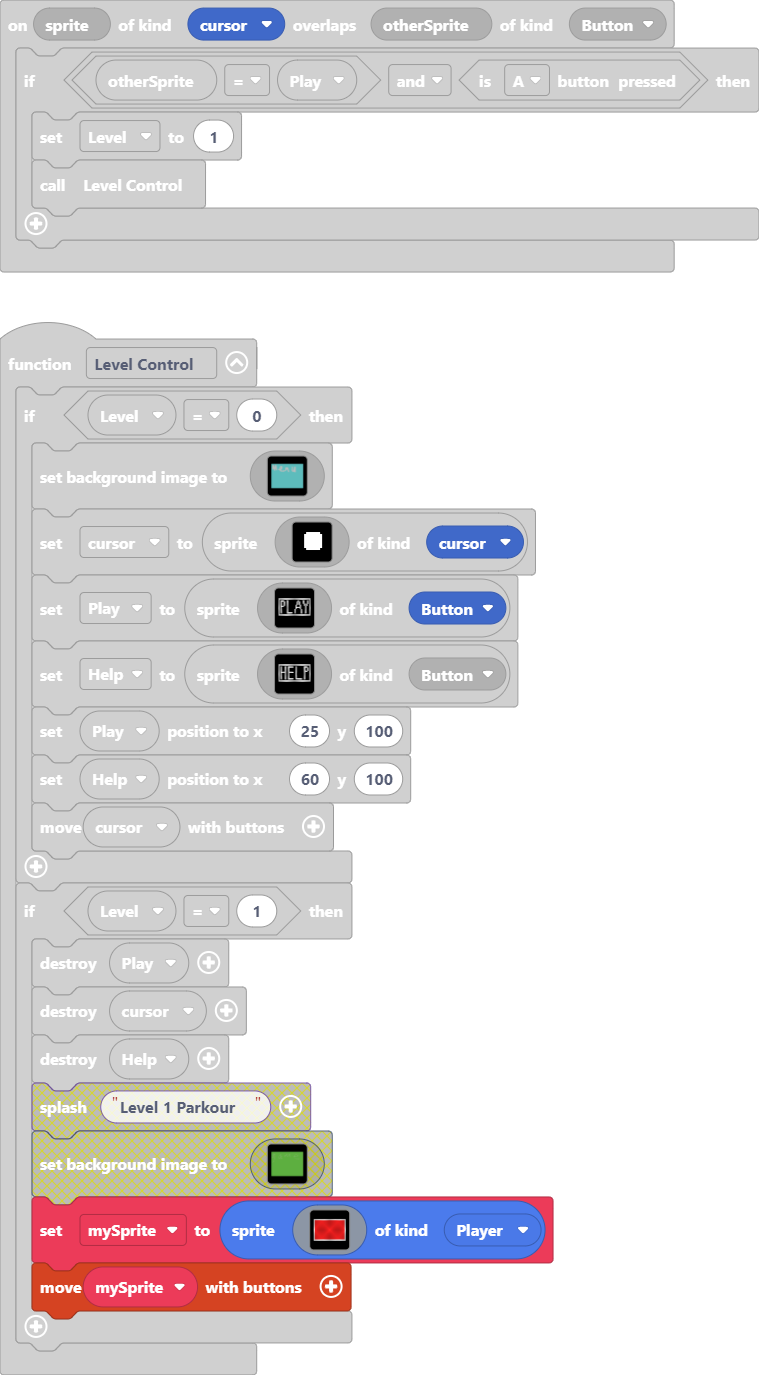 on sprite of kind cursor overlaps otherSprite of kind Button
if otherSprite = Play and is A button pressed then
set Level to 1
call Level Control
function Level Control
if Level = 0 then
set background image to
set cursor to sprite of kind cursor
set Play to sprite PLAY of kind Button
set Help to sprite HELP of kind Button
set Play position to x 25 y 100
set Help position to x 60 y 100
move cursor with buttons
if Level = 1 then
destroy Play
destroy cursor
destroy Help
splash "Level 1 Parkour"
set background image to
set mySprite to sprite of kind Player
move mySprite with buttons